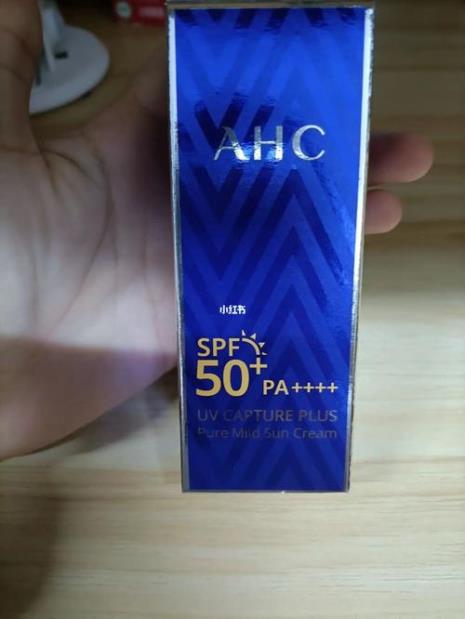 AHC
小红书
SPF
50+ PA++++
UV CAPTURE PLUS
Pure Mild Sun Cream